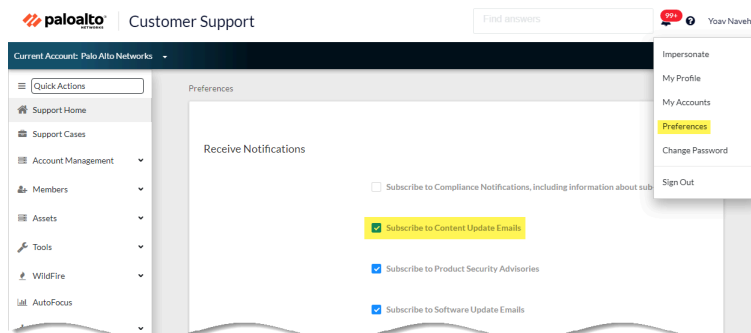 paloalto NETWORKS Customer Support Find answers 99+ Yoav Naveh
Current Account: Palo Alto Networks
Quick Actions
Support Home
Support Cases
Account Management
Members
Assets
Tools
WildFire
AutoFocus
Preferences
Receive Notifications
Subscribe to Compliance Notifications, including information about sub
Subscribe to Content Update Emails
Subscribe to Product Security Advisories
Subscribe to Software Update Emails
Impersonate
My Profile
My Accounts
Preferences
Change Password
Sign Out